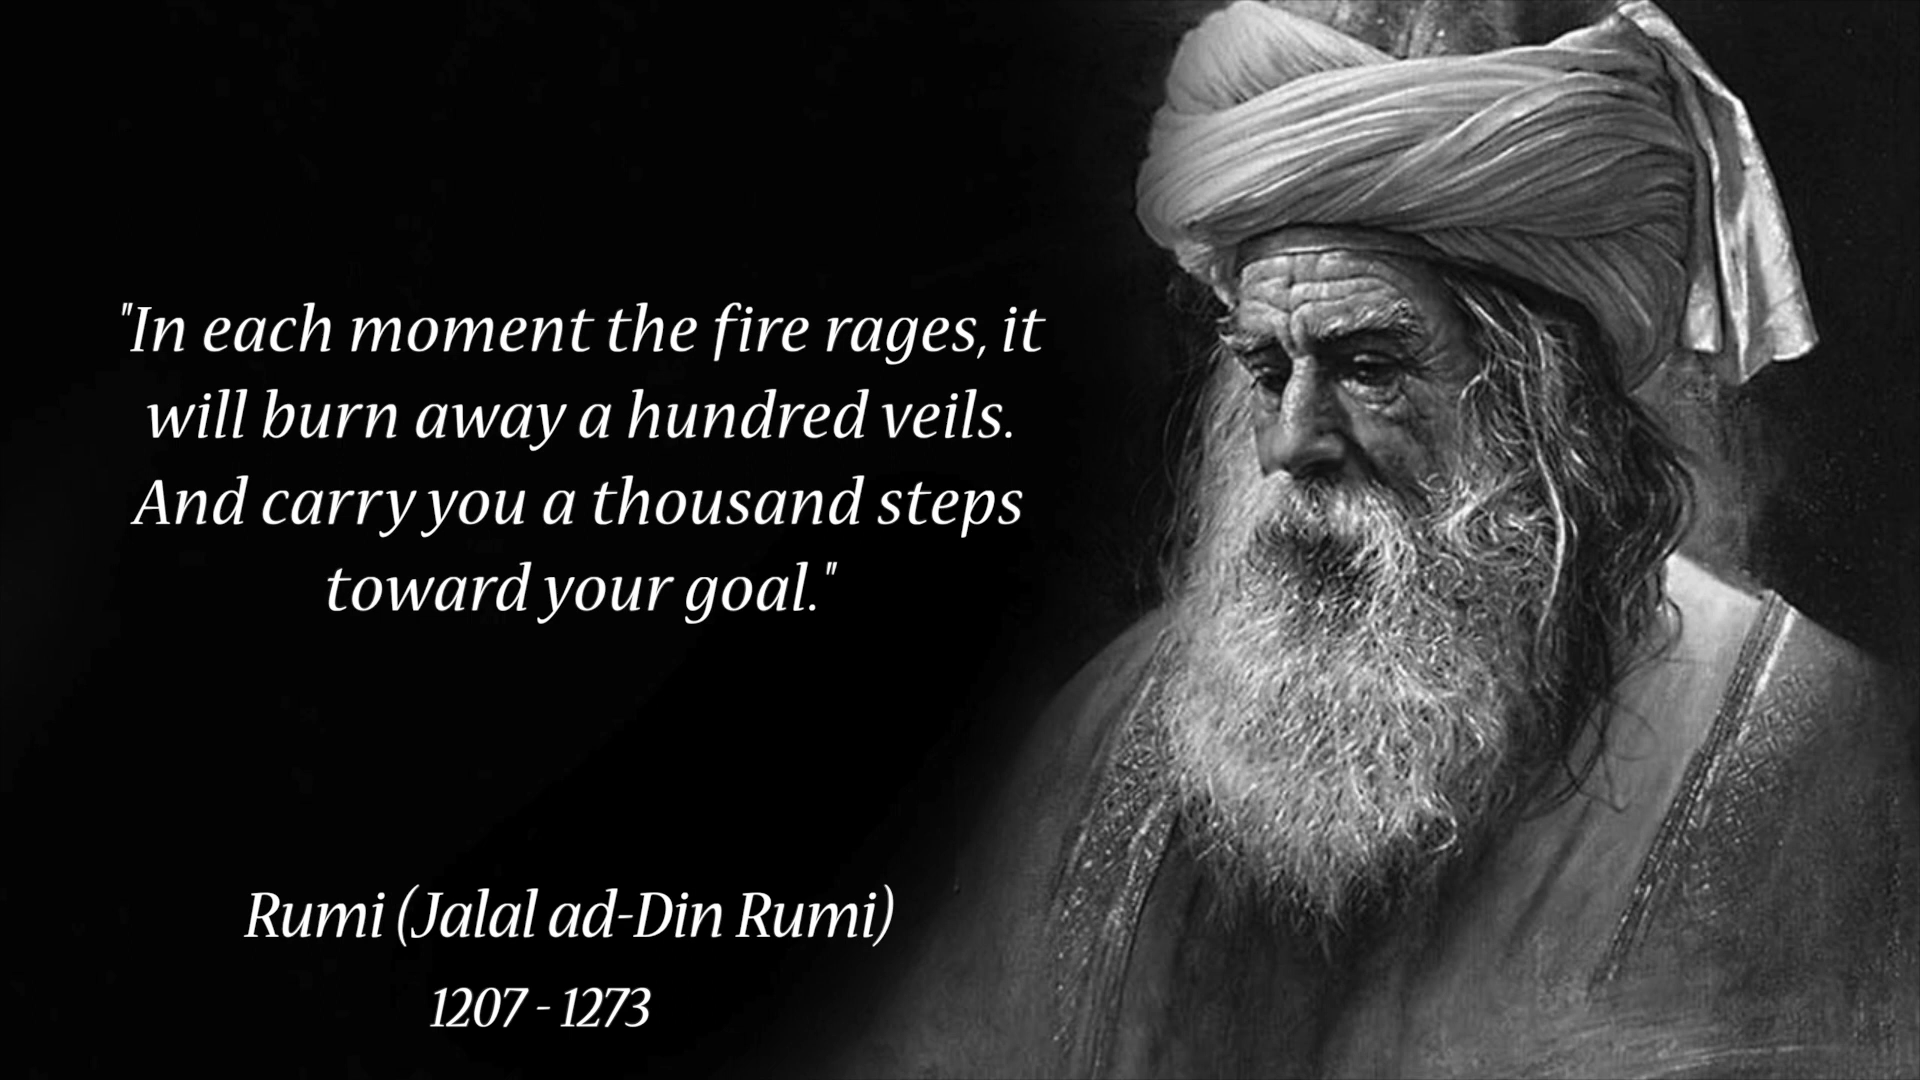 "In each moment the fire rages, it
will burn away a hundred veils.
And carry you a thousand steps
toward your goal."
Rumi (Jalal ad-Din Rumi)
1207 - 1273